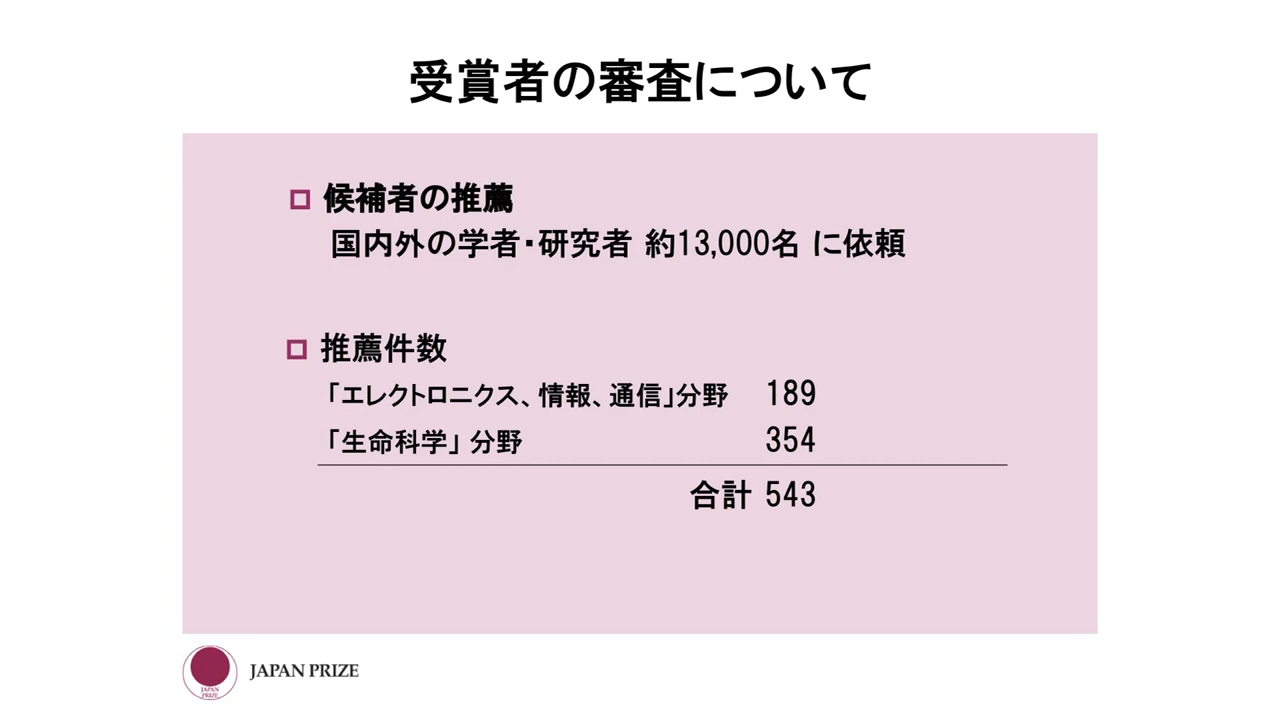 受賞者の審査について
候補者の推薦
国内外の学者・研究者 約13,000名 に依頼
推薦件数
「エレクトロニクス、情報、通信」分野 189
「生命科学」 分野 354
合計 543
JAPAN PRIZE
JAPAN PRIZE